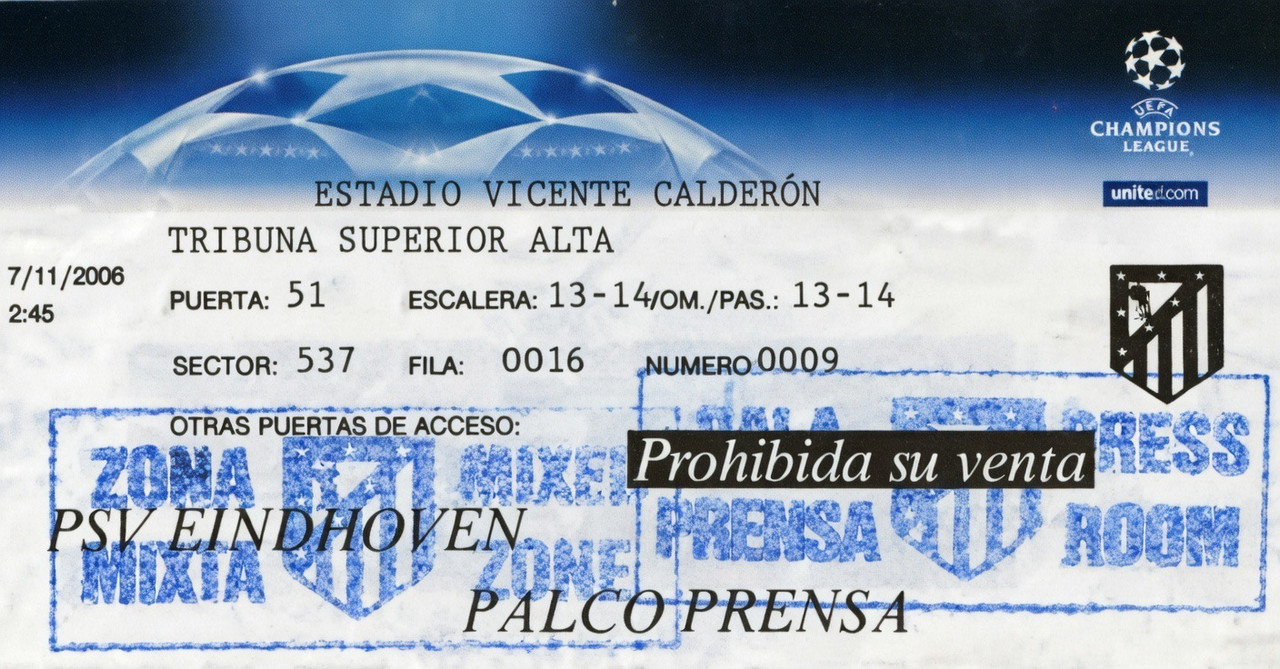 UEFA
CHAMPIONS
LEAGUE
united.com
ESTADIO VICENTE CALDERÓN
TRIBUNA SUPERIOR ALTA
7/11/2006
2:45
PUERTA: 51 ESCALERA: 13-14/OM./PAS.: 13-14
SECTOR: 537 FILA: 0016 NUMERO 0009
OTRAS PUERTAS DE ACCESO:
ZONA MIXED
MIXTA ZONE
SALA PRESS
PRENSA ROOM
Prohibida su venta
PSV EINDHOVEN
PALCO PRENSA